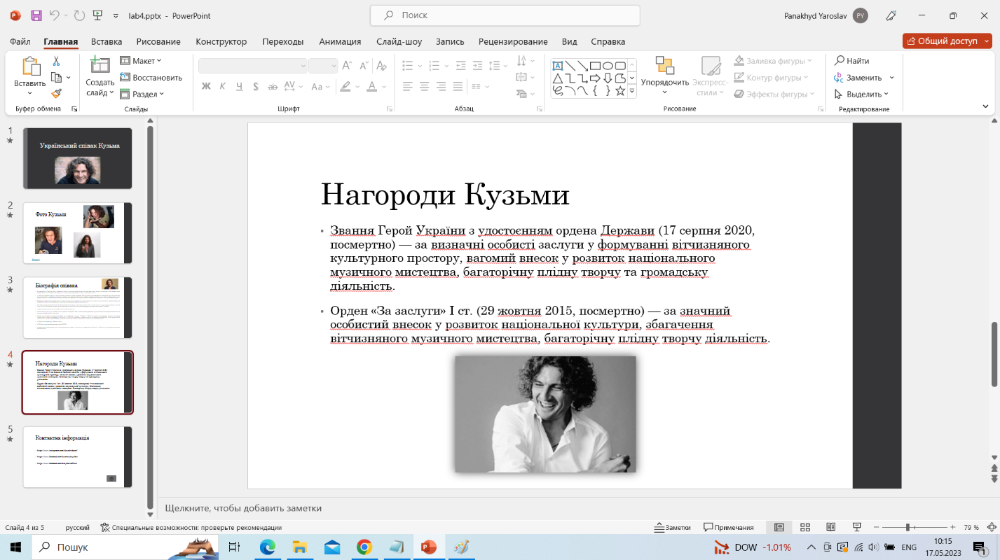 lab4.pptx - PowerPoint
Поиск
Panakhyd Yaroslav
PY
Файл Главная Вставка Рисование Конструктор Переходы Анимация Слайд-шоу Запись Рецензирование Вид Справка
Общий доступ
Вставить
Буфер обмена
Создать слайд
Макет
Восстановить
Раздел
Слайды
Ж К Ч S ab AV Aa А
Шрифт
Абзац
Упорядочить
Экспресс-стили
Заливка фигуры
Контур фигуры
Эффекты фигуры
Рисование
Найти
Заменить
Выделить
Редактирование
1
Український співак Кузьма
2
Фото Кузьми
3
Біографія співака
4
Нагороди Кузьми
5
Контактна інформація
Нагороди Кузьми
• Звання Герой України з удостоєнням ордена Держави (17 серпня 2020,
посмертно) — за визначні особисті заслуги у формуванні вітчизняного
культурного простору, вагомий внесок у розвиток національного
музичного мистецтва, багаторічну плідну творчу та громадську
діяльність.
• Орден «За заслуги» I ст. (29 жовтня 2015, посмертно) — за значний
особистий внесок у розвиток національної культури, збагачення
вітчизняного музичного мистецтва, багаторічну плідну творчу діяльність.
Щелкните, чтобы добавить заметки
Слайд 4 из 5 русский Специальные возможности: проверьте рекомендации
Заметки Примечания 79 %
Пошук
DOW -1.01%
ENG
10:15
17.05.2023
1